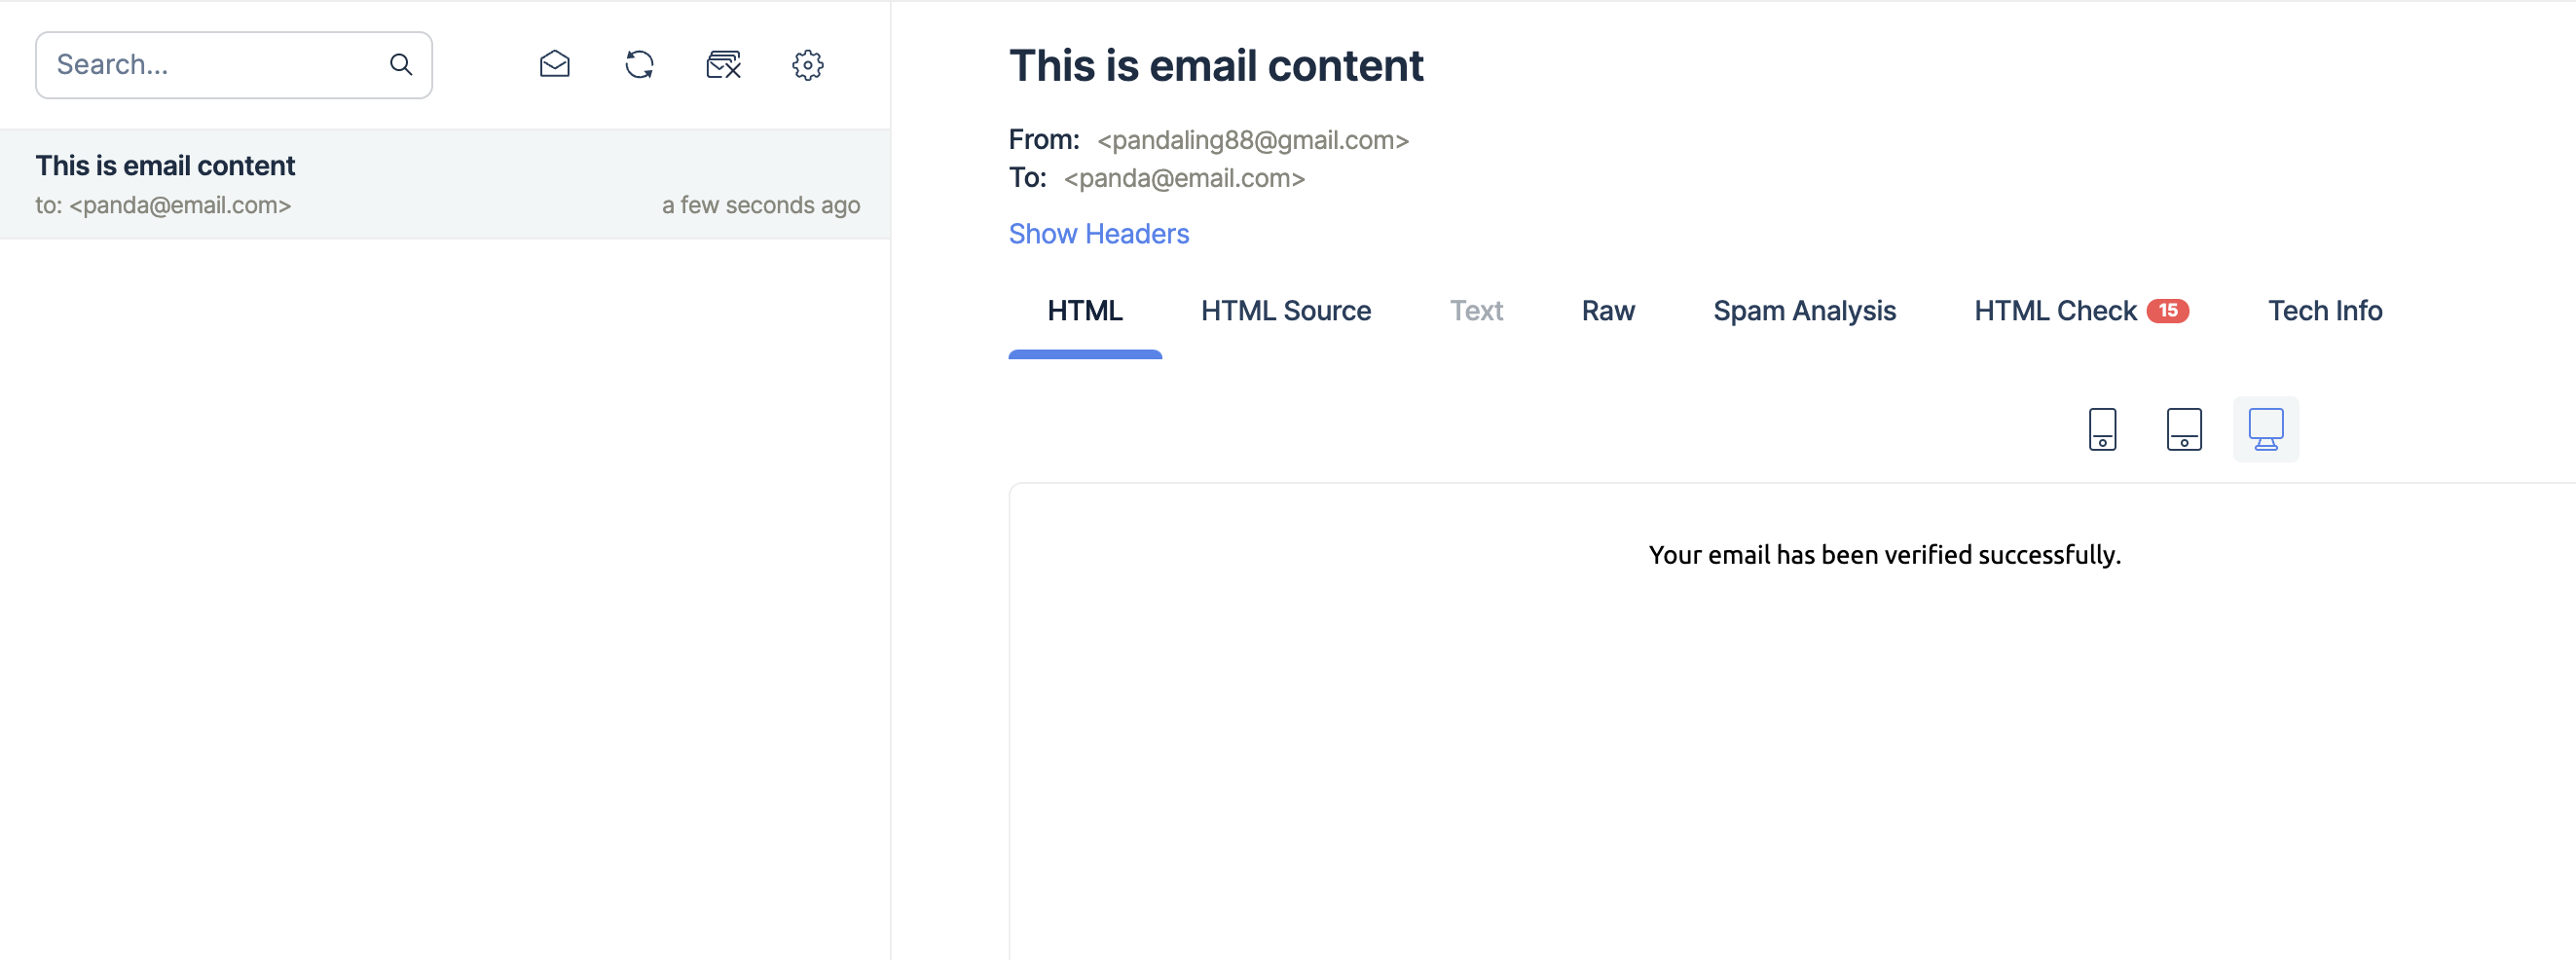 Search...
This is email content
to: <panda@email.com>
a few seconds ago
This is email content
From: <pandaling88@gmail.com>
To: <panda@email.com>
Show Headers
HTML HTML Source Text Raw Spam Analysis HTML Check 15 Tech Info
Your email has been verified successfully.